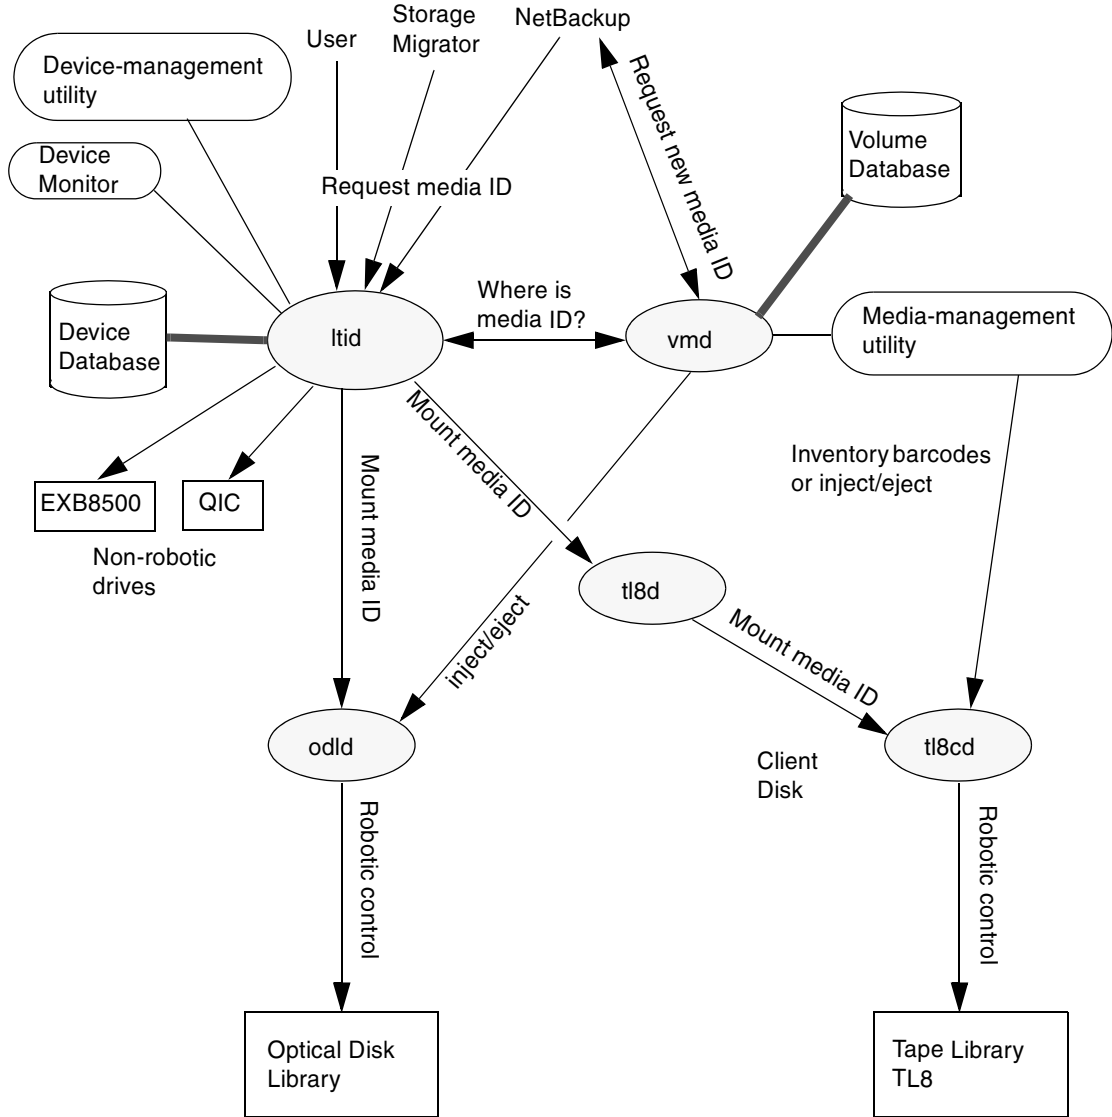 User
Storage
Migrator
NetBackup
Device-management
utility
Device
Monitor
Request media ID
Request new media ID
Volume
Database
Device
Database
ltid
Where is
media ID?
vmd
Media-management
utility
EXB8500
QIC
Non-robotic
drives
Mount media ID
Mount media ID
Inventory barcodes
or inject/eject
tl8d
inject/eject
Mount media ID
odld
Client
Disk
tl8cd
Robotic control
Robotic control
Optical Disk
Library
Tape Library
TL8